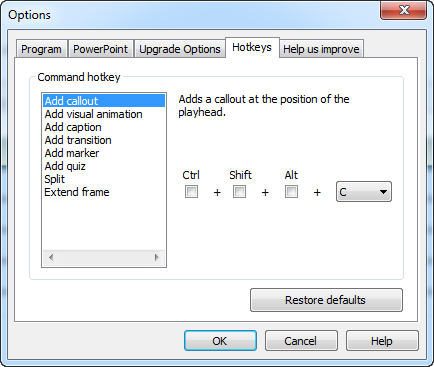 Options
Program PowerPoint Upgrade Options Hotkeys Help us improve
Command hotkey
Add callout
Add visual animation
Add caption
Add transition
Add marker
Add quiz
Split
Extend frame
Adds a callout at the position of the
playhead.
Ctrl Shift Alt
+ + + C
Restore defaults
OK Cancel Help